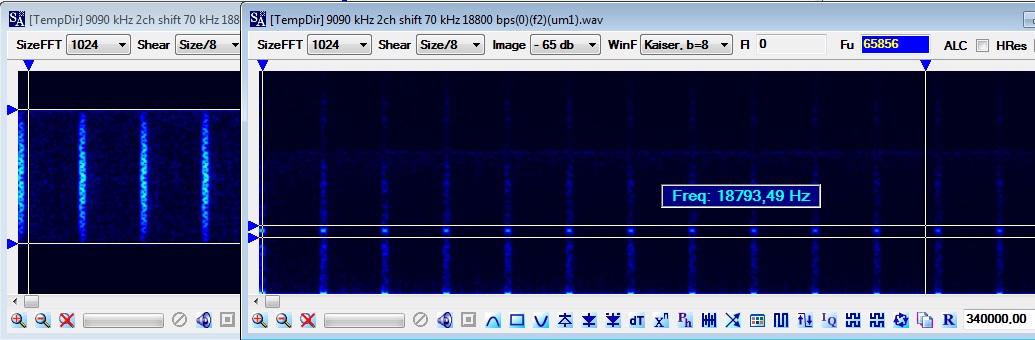 SA [TempDir] 9090 kHz 2ch shift 70 kHz 188
SizeFFT 1024 Shear Size/8
SA [TempDir] 9090 kHz 2ch shift 70 kHz 18800 bps(0)(f2)(um1).wav
SizeFFT 1024 Shear Size/8 Image - 65 db WinF Kaiser, b=8 Fl 0 Fu 65856 ALC HRes
Freq: 18793,49 Hz
dT Xⁿ Ph IQ R 340000,00